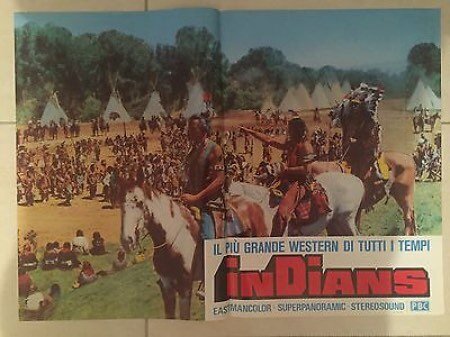 IL PIÙ GRANDE WESTERN DI TUTTI I TEMPI
INDIANS
EASTMANCOLOR - SUPERPANORAMIC - STEREOSOUND PBC